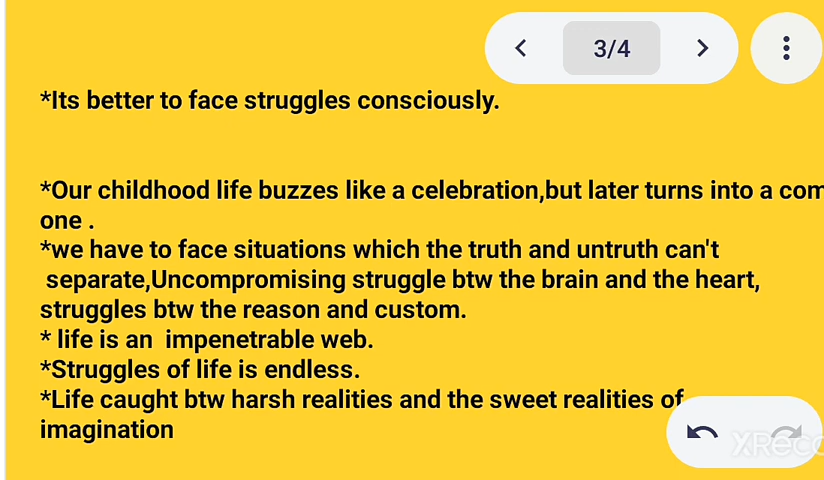 3/4
*Its better to face struggles consciously.
*Our childhood life buzzes like a celebration,but later turns into a
one .
*we have to face situations which the truth and untruth can't
separate,Uncompromising struggle btw the brain and the heart,
struggles btw the reason and custom.
* life is an impenetrable web.
*Struggles of life is endless.
*Life caught btw harsh realities and the sweet realities of
imagination